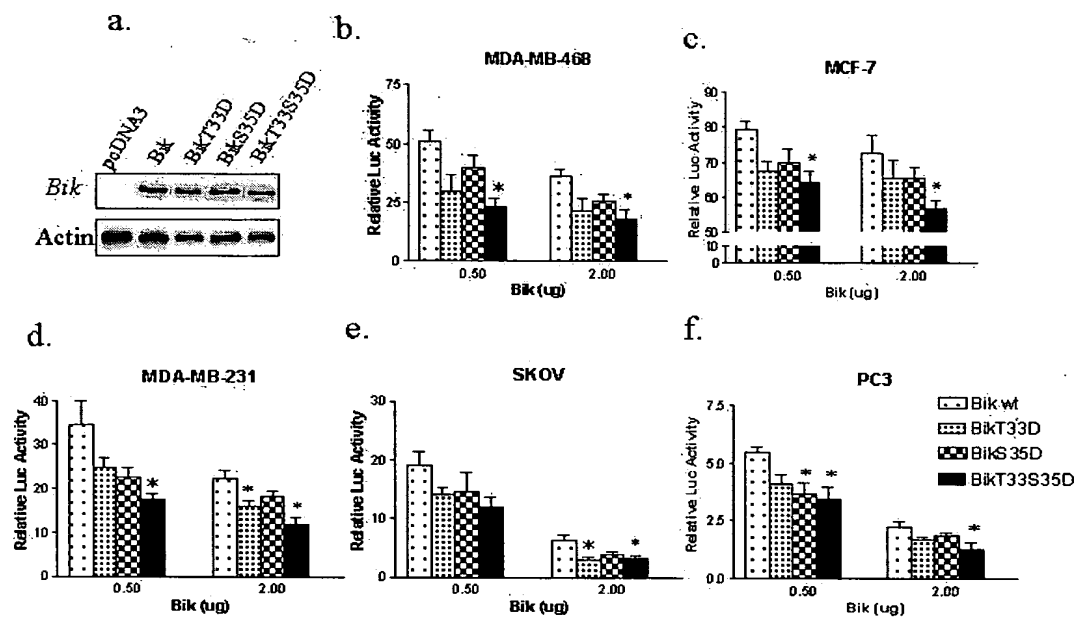 a.
pcDNA3
Bik
BikT33D
BikS35D
BikT33S35D
Bik
Actin
b.
MDA-MB-468
Relative Luc Activity
75
50
25
0
*
*
0.50 2.00
Bik (ug)
c.
MCF-7
Relative Luc-Activity
90
80
70
60
50
10
0
*
*
0.50 2.00
Bik (ug)
d.
MDA-MB-231
Relative Luc Activity
40
30
20
10
0
*
*
*
0.50 2.00
Bik (ug)
e.
SKOV
Relative Luc Activity
30
20
10
0
*
*
0.50 2.00
Bik (ug)
f.
PC3
Relative Luc Activity
7.5
5.0
2.5
0.0
* *
*
0.50 2.00
Bik (ug)
Bik wt
BikT33D
BikS35D
BikT33S35D